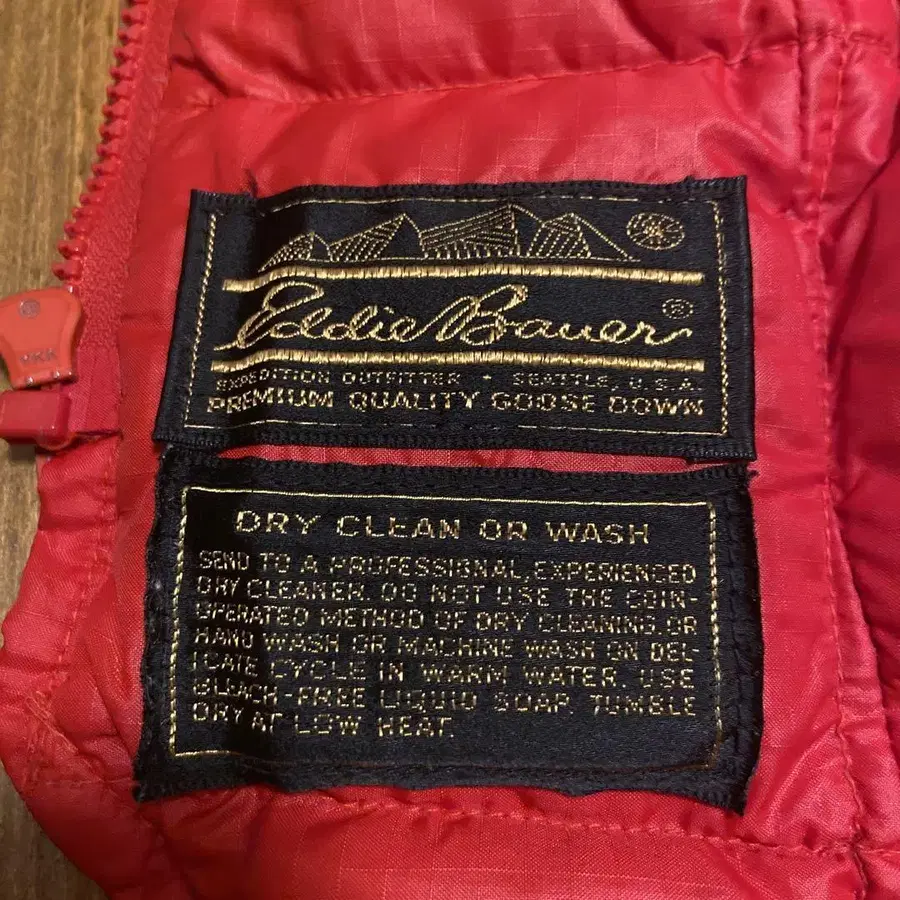 YKK
Eddie Bauer ®
EXPEDITION OUTFITTER • SEATTLE, U.S.A.
PREMIUM QUALITY GOOSE DOWN
DRY CLEAN OR WASH
SEND TO A PROFESSIONAL, EXPERIENCED
DRY CLEANER. DO NOT USE THE COIN-
OPERATED METHOD OF DRY CLEANING. OR
HAND WASH OR MACHINE WASH ON DEL-
ICATE CYCLE IN WARM WATER. USE
BLEACH-FREE LIQUID SOAP. TUMBLE
DRY AT LOW HEAT.